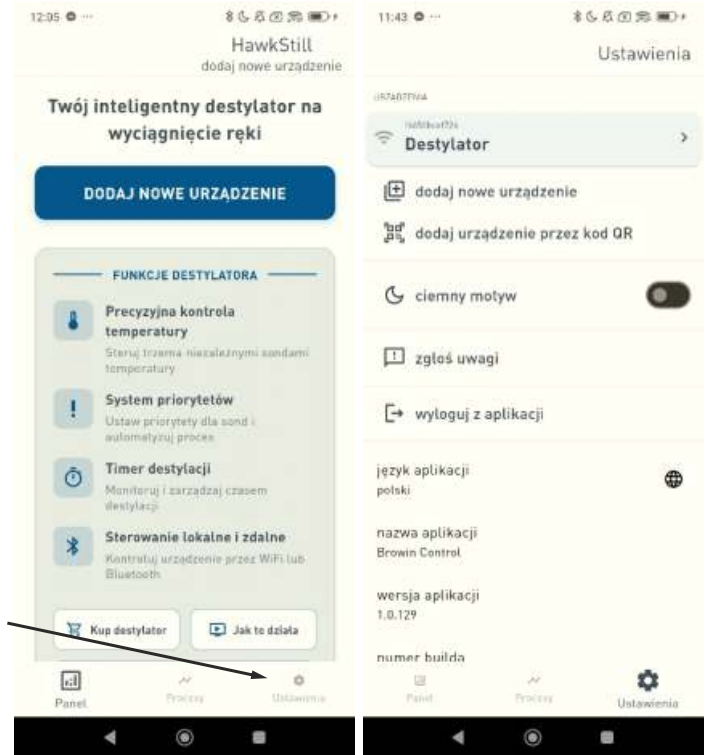 12:05
HawkStill
dodaj nowe urządzenie
Twój inteligentny destylator na
wyciągnięcie ręki
DODAJ NOWE URZĄDZENIE
FUNKCJE DESTYLATORA
Precyzyjna kontrola
temperatury
Steruj trzema niezależnymi sondami
temperatury
System priorytetów
Ustaw priorytety dla sond i
automatyzuj proces
Timer destylacji
Monitoruj i zarządzaj czasem
destylacji
Sterowanie lokalne i zdalne
Kontroluj urządzenie przez WiFi lub
Bluetooth
Kup destylator
Jak to działa
Panel
Procesy
Ustawienia
11:43
Ustawienia
URZĄDZENIA
Destylator
dodaj nowe urządzenie
dodaj urządzenie przez kod QR
ciemny motyw
zgłoś uwagi
wyloguj z aplikacji
język aplikacji
polski
nazwa aplikacji
Browin Control
wersja aplikacji
1.0.129
numer builda
Panel
Procesy
Ustawienia